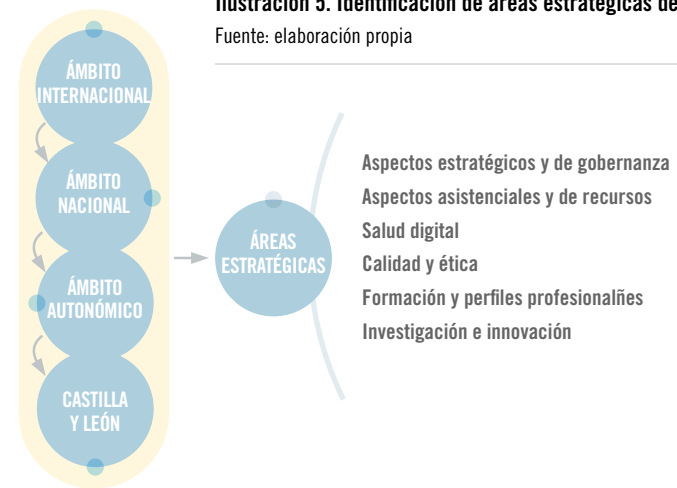 Ilustración 5. Identificación de áreas estratégicas de
Fuente: elaboración propia
ÁMBITO
INTERNACIONAL
ÁMBITO
NACIONAL
ÁMBITO
AUTONÓMICO
CASTILLA
Y LEÓN
ÁREAS
ESTRATÉGICAS
Aspectos estratégicos y de gobernanza
Aspectos asistenciales y de recursos
Salud digital
Calidad y ética
Formación y perfiles profesionalñes
Investigación e innovación